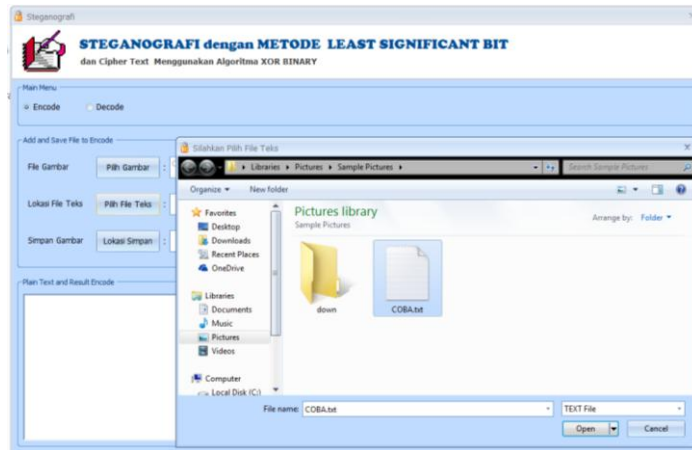 Steganografi
STEGANOGRAFI dengan METODE LEAST SIGNIFICANT BIT
dan Cipher Text Menggunakan Algoritma XOR BINARY
Main Menu
Encode Decode
Add and Save File to Encode
File Gambar Pilih Gambar :
Lokasi File Teks Pilih File Teks :
Simpan Gambar Lokasi Simpan :
Plain Text and Result Encode
Silahkan Pilih File Teks
Libraries Pictures Sample Pictures
Search Sample Pictures
Organize New folder
Favorites
Desktop
Downloads
Recent Places
OneDrive
Libraries
Documents
Music
Pictures
Videos
Computer
Local Disk (C:)
Pictures library
Sample Pictures
Arrange by: Folder
down COBA.txt
File name: COBA.txt TEXT File
Open Cancel